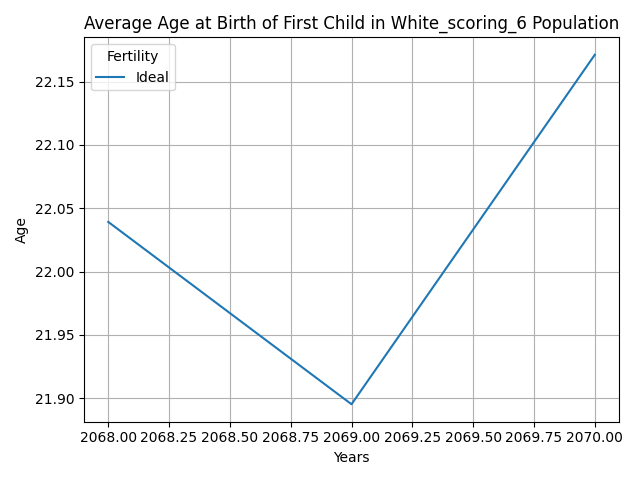 Average Age at Birth of First Child in White_scoring_6 Population
Fertility
Ideal
22.15
22.10
22.05
22.00
21.95
21.90
Age
2068.00 2068.25 2068.50 2068.75 2069.00 2069.25 2069.50 2069.75 2070.00
Years